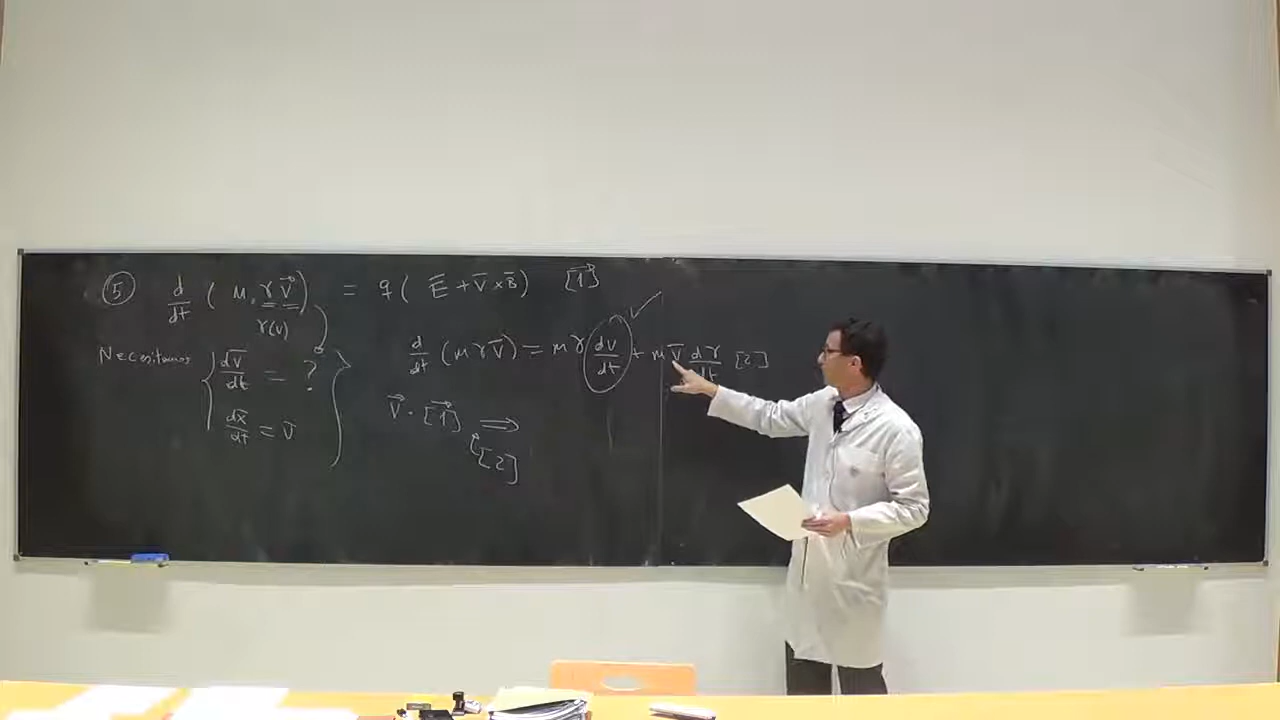 ⑤ d/dt ( m γ v⃗ ) = q ( E̅ + v̅ × B̅ ) [1⃗]
γ(v)
d/dt ( m γ v̅ ) = m γ dv/dt + m v̅ dγ/dt [2]
Necesitamos { dv̅/dt = ?
dx̅/dt = v̅ }
v⃗ · [1⃗] ⟹
[2]